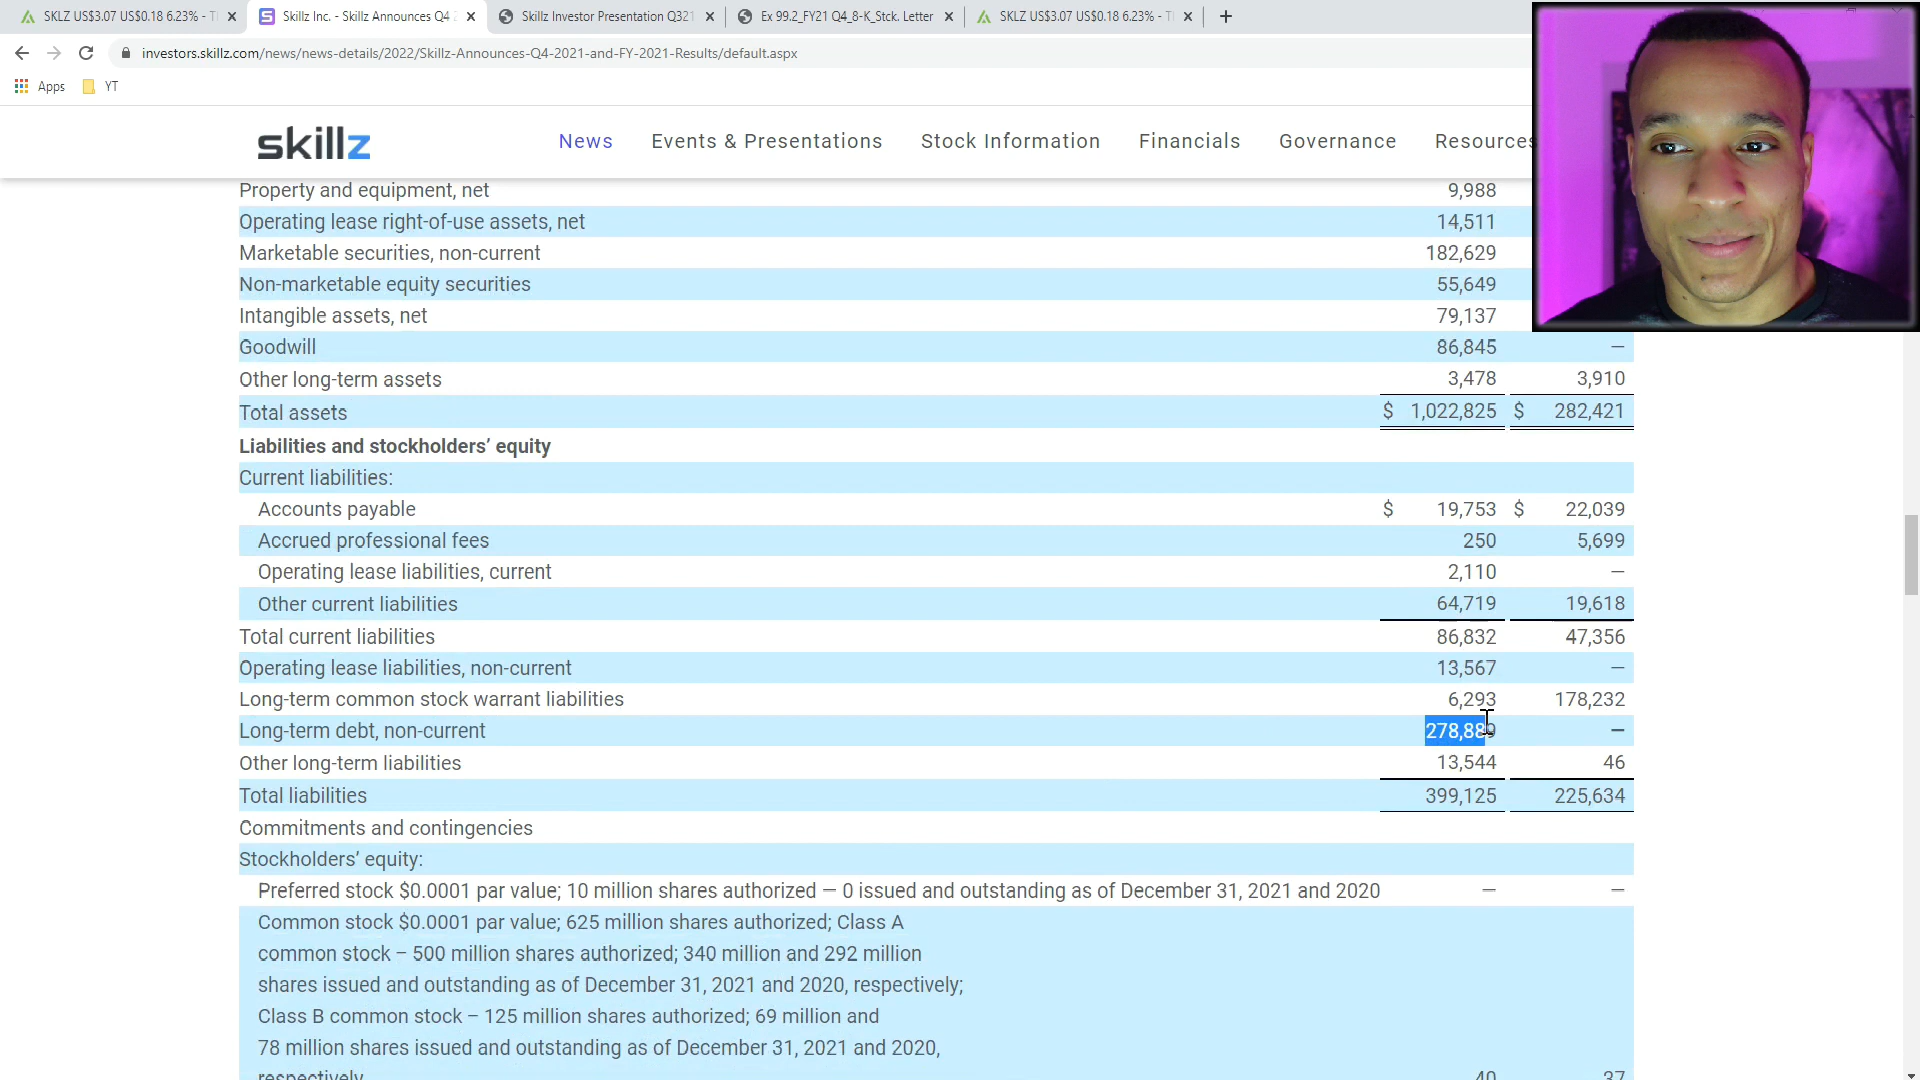 SKLZ US$3.07 US$0.18 6.23% - T
Skillz Inc. - Skillz Announces Q4
Skillz Investor Presentation Q321
Ex 99.2_FY21 Q4_8-K_Stck. Letter
SKLZ US$3.07 US$0.18 6.23% - T
investors.skillz.com/news/news-details/2022/Skillz-Announces-Q4-2021-and-FY-2021-Results/default.aspx
Apps YT
skillz News Events & Presentations Stock Information Financials Governance Resources
Property and equipment, net 9,988
Operating lease right-of-use assets, net 14,511
Marketable securities, non-current 182,629
Non-marketable equity securities 55,649
Intangible assets, net 79,137
Goodwill 86,845 —
Other long-term assets 3,478 3,910
Total assets $ 1,022,825 $ 282,421
Liabilities and stockholders’ equity
Current liabilities:
Accounts payable $ 19,753 $ 22,039
Accrued professional fees 250 5,699
Operating lease liabilities, current 2,110 —
Other current liabilities 64,719 19,618
Total current liabilities 86,832 47,356
Operating lease liabilities, non-current 13,567 —
Long-term common stock warrant liabilities 6,293 178,232
Long-term debt, non-current 278,889 —
Other long-term liabilities 13,544 46
Total liabilities 399,125 225,634
Commitments and contingencies
Stockholders’ equity:
Preferred stock $0.0001 par value; 10 million shares authorized — 0 issued and outstanding as of December 31, 2021 and 2020 — —
Common stock $0.0001 par value; 625 million shares authorized; Class A
common stock – 500 million shares authorized; 340 million and 292 million
shares issued and outstanding as of December 31, 2021 and 2020, respectively;
Class B common stock – 125 million shares authorized; 69 million and
78 million shares issued and outstanding as of December 31, 2021 and 2020,
respectively 40 37